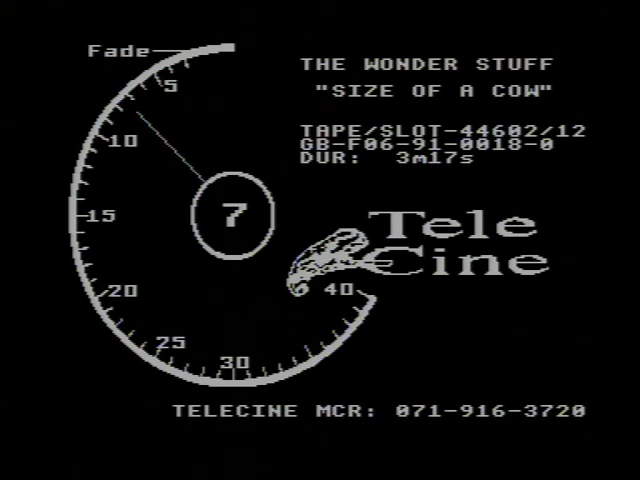 Fade
THE WONDER STUFF
"SIZE OF A COW"
5
10
TAPE/SLOT-44602/12
GB-F06-91-0018-0
DUR: 3m17s
15
7
Tele
Cine
20
40
25
30
TELECINE MCR: 071-916-3720